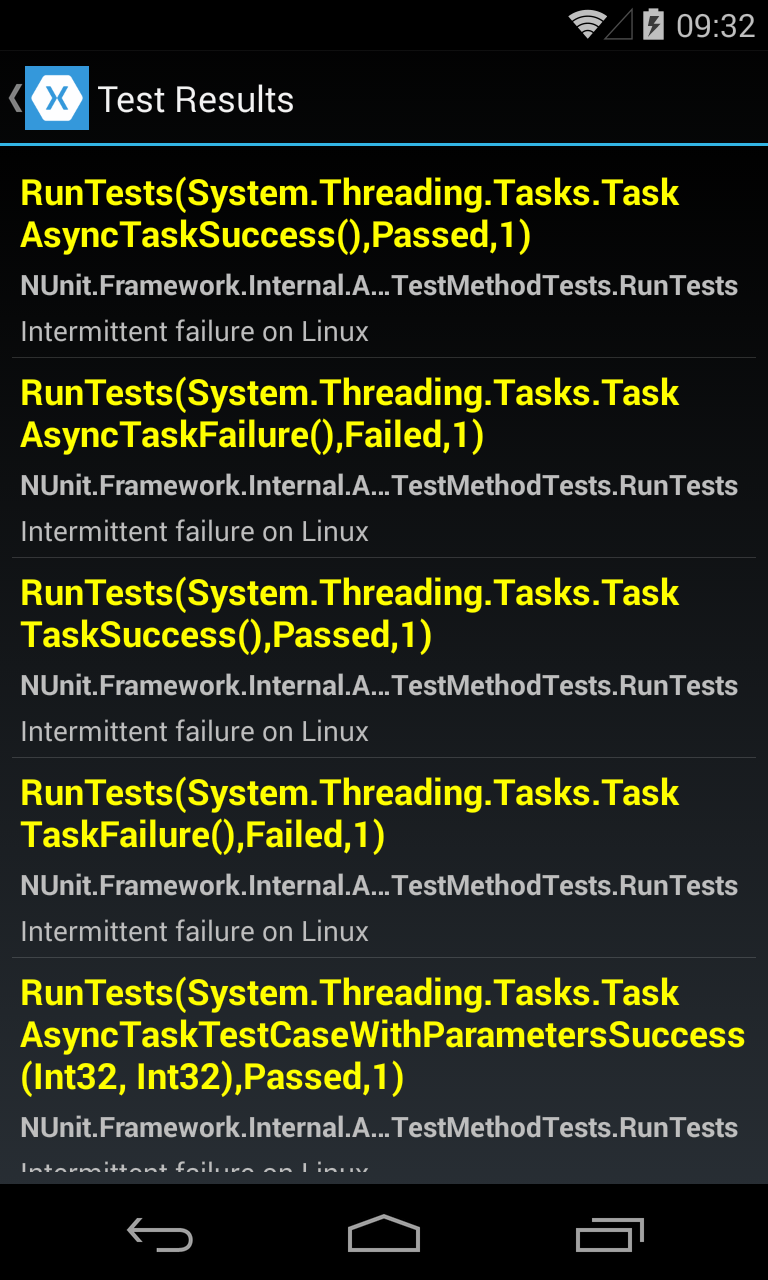 09:32
Test Results
RunTests(System.Threading.Tasks.Task
AsyncTaskSuccess(),Passed,1)
NUnit.Framework.Internal.A...TestMethodTests.RunTests
Intermittent failure on Linux
RunTests(System.Threading.Tasks.Task
AsyncTaskFailure(),Failed,1)
NUnit.Framework.Internal.A...TestMethodTests.RunTests
Intermittent failure on Linux
RunTests(System.Threading.Tasks.Task
TaskSuccess(),Passed,1)
NUnit.Framework.Internal.A...TestMethodTests.RunTests
Intermittent failure on Linux
RunTests(System.Threading.Tasks.Task
TaskFailure(),Failed,1)
NUnit.Framework.Internal.A...TestMethodTests.RunTests
Intermittent failure on Linux
RunTests(System.Threading.Tasks.Task
AsyncTaskTestCaseWithParametersSuccess
(Int32, Int32),Passed,1)
NUnit.Framework.Internal.A...TestMethodTests.RunTests
Intermittent failure on Linux